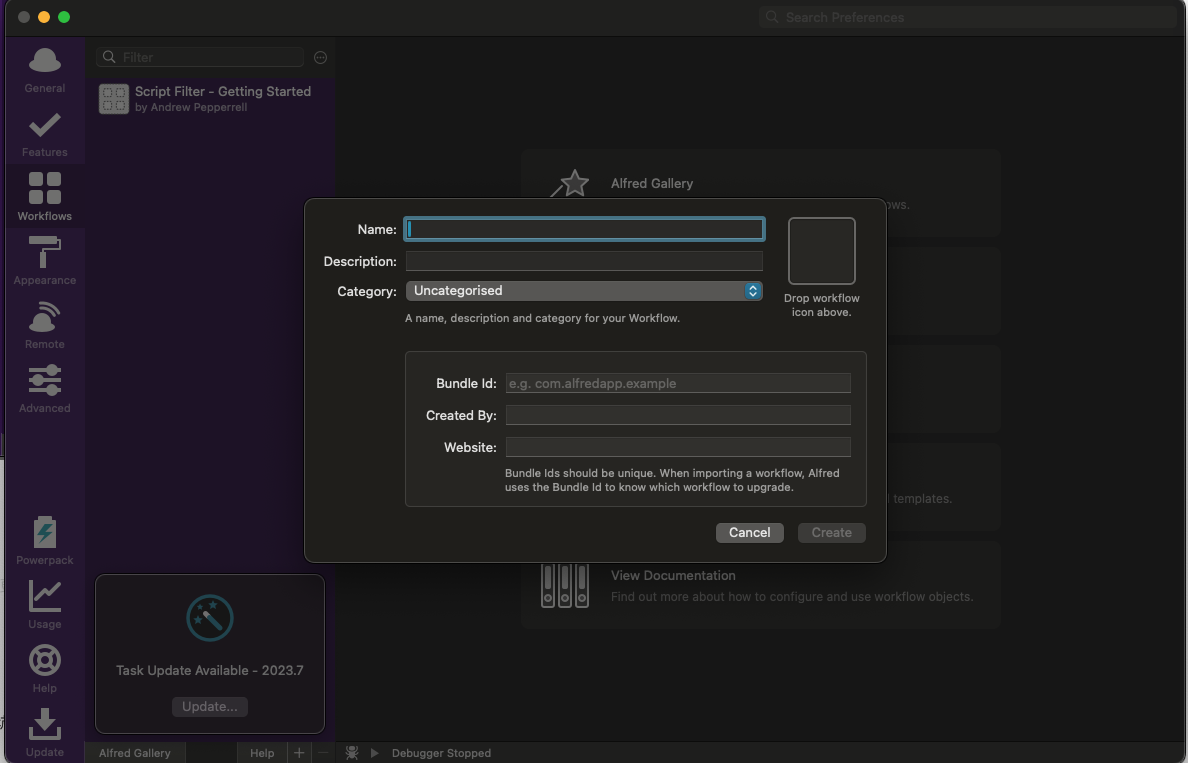 Search Preferences
General
Features
Workflows
Appearance
Remote
Advanced
Powerpack
Usage
Help
Update
Filter
Script Filter - Getting Started
by Andrew Pepperrell
Task Update Available - 2023.7
Update...
Alfred Gallery
Help
+
−
Debugger Stopped
Alfred Gallery
ows.
templates.
View Documentation
Find out more about how to configure and use workflow objects.
Name:
Description:
Category: Uncategorised
A name, description and category for your Workflow.
Drop workflow
icon above.
Bundle Id: e.g. com.alfredapp.example
Created By:
Website:
Bundle Ids should be unique. When importing a workflow, Alfred
uses the Bundle Id to know which workflow to upgrade.
Cancel
Create